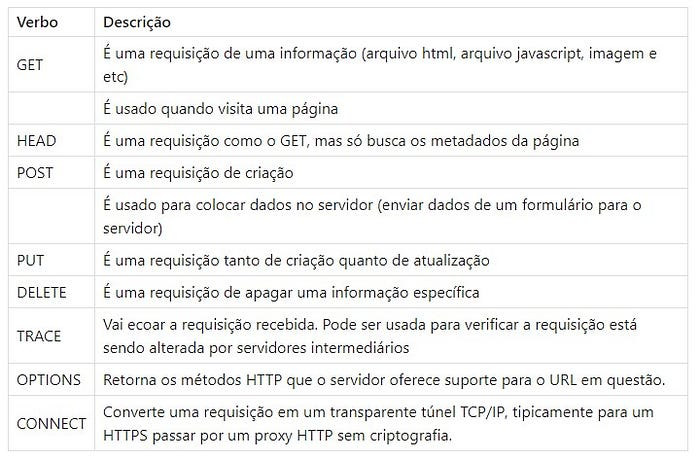 Verbo Descrição
GET É uma requisição de uma informação (arquivo html, arquivo javascript, imagem e
etc)
É usado quando visita uma página
HEAD É uma requisição como o GET, mas só busca os metadados da página
POST É uma requisição de criação
É usado para colocar dados no servidor (enviar dados de um formulário para o
servidor)
PUT É uma requisição tanto de criação quanto de atualização
DELETE É uma requisição de apagar uma informação específica
TRACE Vai ecoar a requisição recebida. Pode ser usada para verificar a requisição está
sendo alterada por servidores intermediários
OPTIONS Retorna os métodos HTTP que o servidor oferece suporte para o URL em questão.
CONNECT Converte uma requisição em um transparente túnel TCP/IP, tipicamente para um
HTTPS passar por um proxy HTTP sem criptografia.